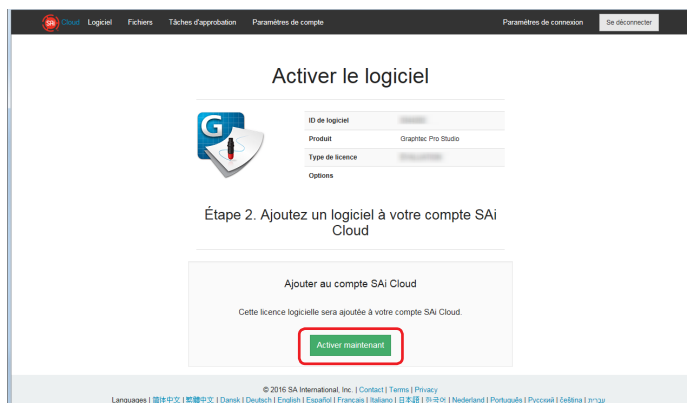 SAi Cloud Logiciel Fichiers Tâches d'approbation Paramètres de compte Paramètres de connexion Se déconnecter
Activer le logiciel
G
ID de logiciel
Produit Graphtec Pro Studio
Type de licence
Options
Étape 2. Ajoutez un logiciel à votre compte SAi
Cloud
Ajouter au compte SAi Cloud
Cette licence logicielle sera ajoutée à votre compte SAi Cloud.
Activer maintenant
© 2016 SA International, Inc. | Contact | Terms | Privacy
Languages | 简体中文 | 繁體中文 | Dansk | Deutsch | English | Español | Français | Italiano | 日本語 | 한국어 | Nederland | Português | Русский | čeština | עברית